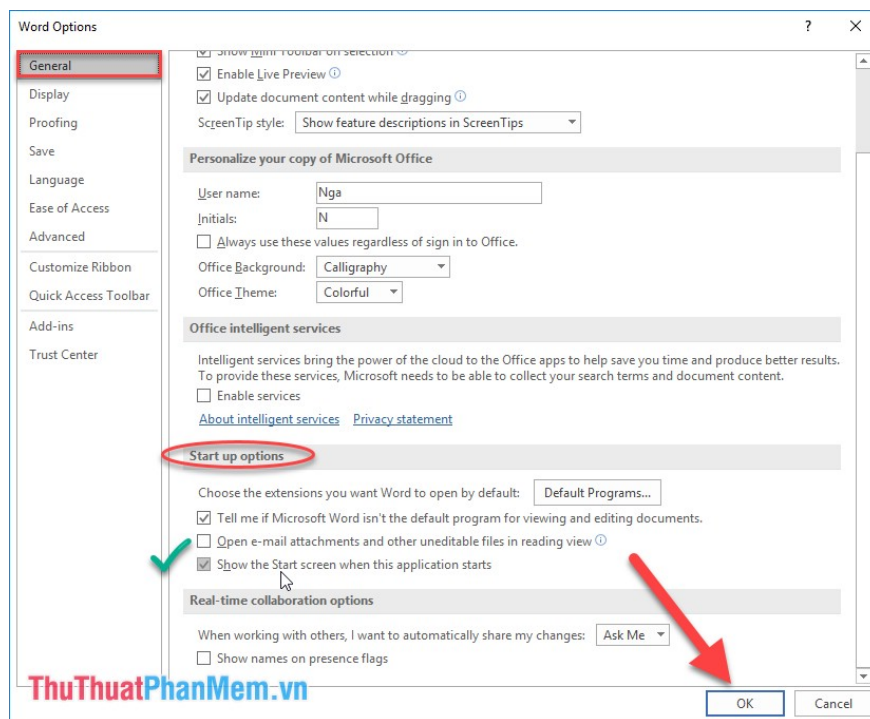 Word Options
General
Display
Proofing
Save
Language
Ease of Access
Advanced
Customize Ribbon
Quick Access Toolbar
Add-ins
Trust Center
Show Mini Toolbar on selection
Enable Live Preview
Update document content while dragging
ScreenTip style: Show feature descriptions in ScreenTips
Personalize your copy of Microsoft Office
User name: Nga
Initials: N
Always use these values regardless of sign in to Office.
Office Background: Calligraphy
Office Theme: Colorful
Office intelligent services
Intelligent services bring the power of the cloud to the Office apps to help save you time and produce better results.
To provide these services, Microsoft needs to be able to collect your search terms and document content.
Enable services
About intelligent services Privacy statement
Start up options
Choose the extensions you want Word to open by default: Default Programs...
Tell me if Microsoft Word isn't the default program for viewing and editing documents.
Open e-mail attachments and other uneditable files in reading view
Show the Start screen when this application starts
Real-time collaboration options
When working with others, I want to automatically share my changes: Ask Me
Show names on presence flags
ThuThuatPhanMem.vn
OK Cancel